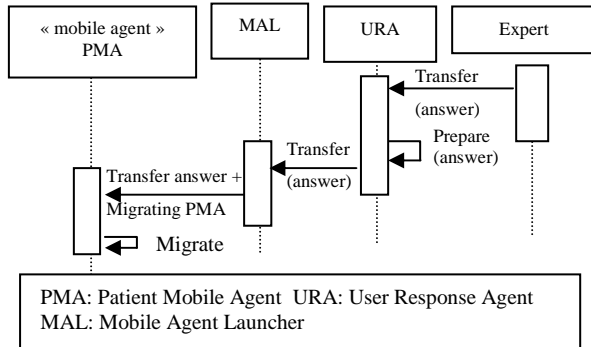 « mobile agent »
PMA
MAL
URA
Expert
Transfer
(answer)
Prepare
(answer)
Transfer
(answer)
Transfer answer +
Migrating PMA
Migrate
PMA: Patient Mobile Agent URA: User Response Agent
MAL: Mobile Agent Launcher